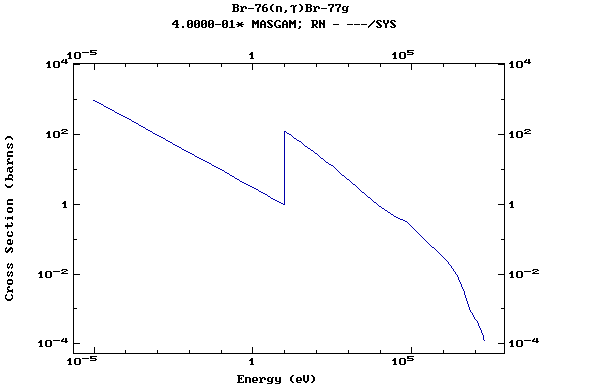 Br-76(n,γ)Br-77g
4.0000-01* MASGAM; RN - ---/SYS
10-5 1 105
104 104
102 102
1 1
10-2 10-2
10-4 10-4
10-5 1 105
Cross Section (barns)
Energy (eV)